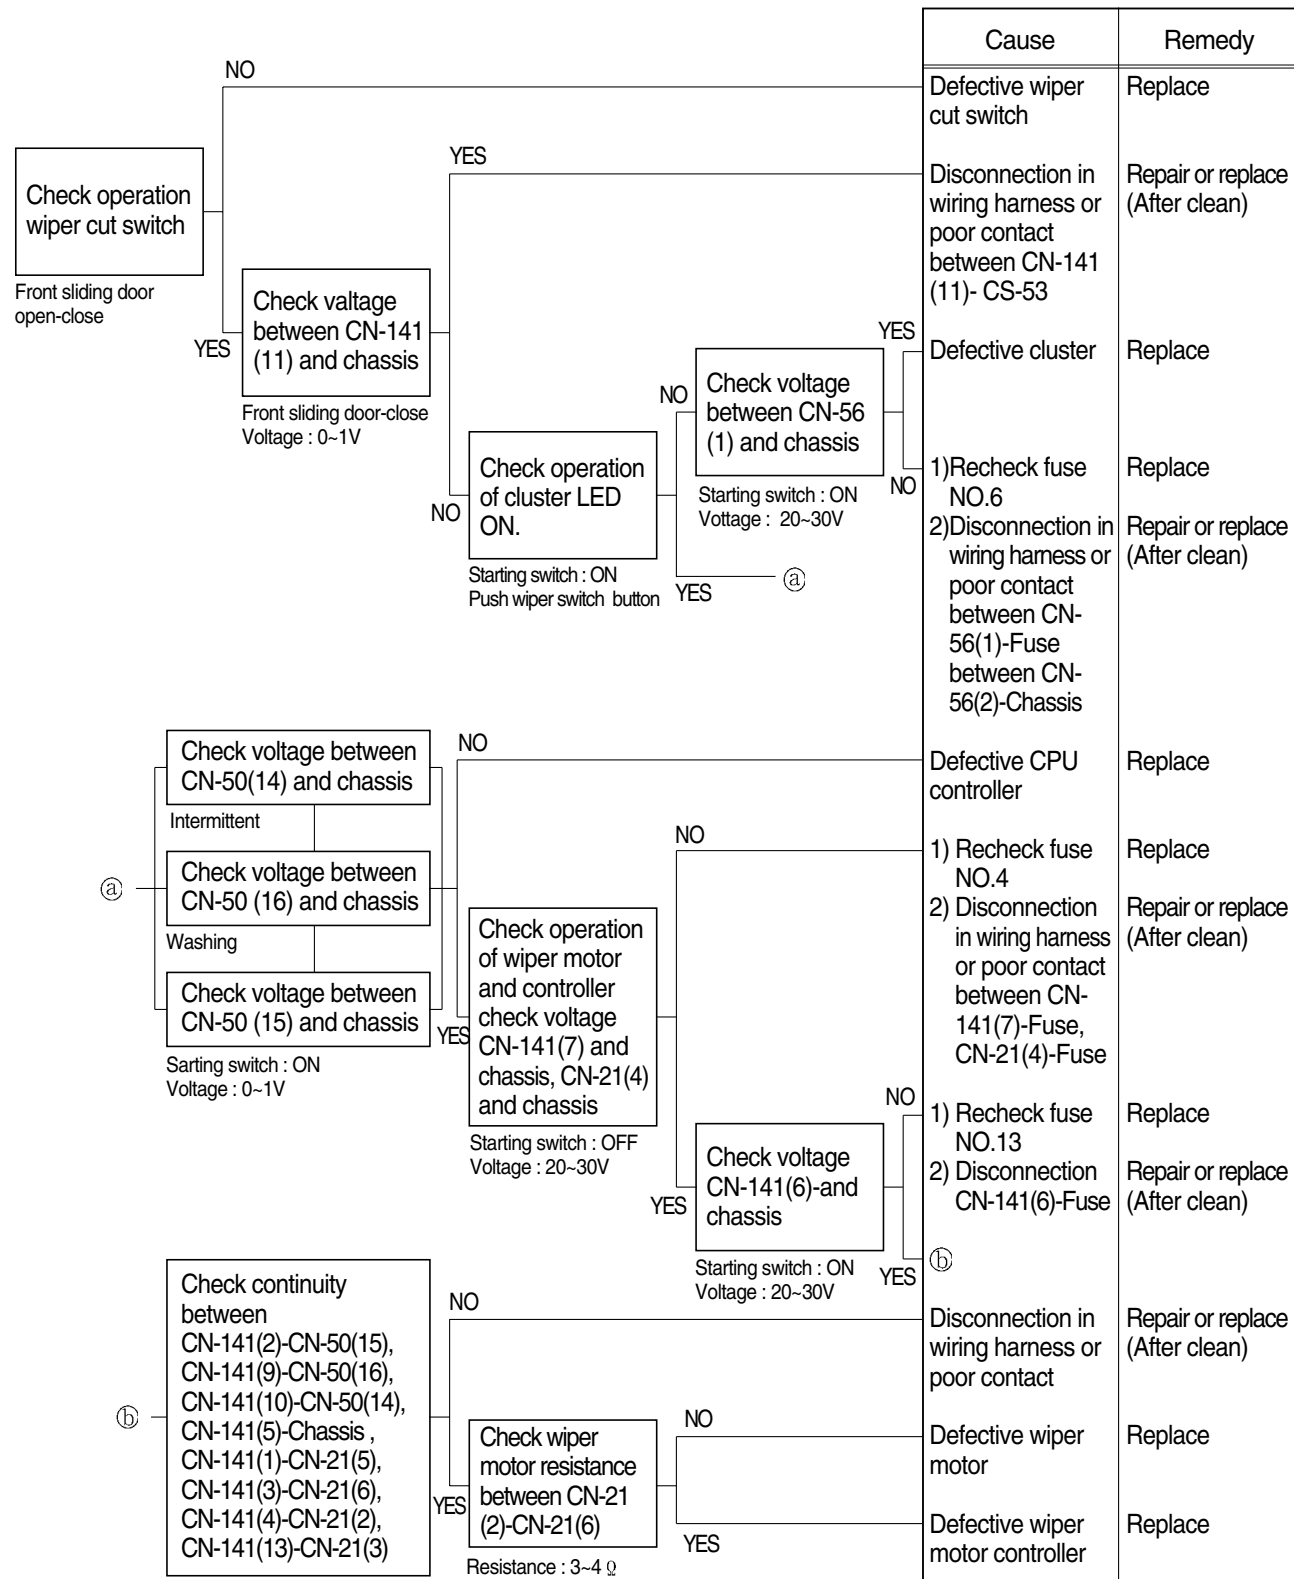 Cause
Remedy
NO
Defective wiper
cut switch
Replace
Check operation
wiper cut switch
Front sliding door
open-close
YES
Disconnection in
wiring harness or
poor contact
between CN-141
(11)- CS-53
Repair or replace
(After clean)
YES
Check valtage
between CN-141
(11) and chassis
Front sliding door-close
Voltage : 0~1V
YES
Defective cluster
Replace
NO
Check voltage
between CN-56
(1) and chassis
Starting switch : ON
Vottage : 20~30V
NO
Check operation
of cluster LED
ON.
Starting switch : ON
Push wiper switch button
YES
ⓐ
NO
1)Recheck fuse
NO.6
Replace
2)Disconnection in
wiring harness or
poor contact
between CN-
56(1)-Fuse
between CN-
56(2)-Chassis
Repair or replace
(After clean)
ⓐ
Check voltage between
CN-50(14) and chassis
Intermittent
Check voltage between
CN-50 (16) and chassis
Washing
Check voltage between
CN-50 (15) and chassis
Sarting switch : ON
Voltage : 0~1V
NO
Defective CPU
controller
Replace
YES
Check operation
of wiper motor
and controller
check voltage
CN-141(7) and
chassis, CN-21(4)
and chassis
Starting switch : OFF
Voltage : 20~30V
NO
1) Recheck fuse
NO.4
Replace
2) Disconnection
in wiring harness
or poor contact
between CN-
141(7)-Fuse,
CN-21(4)-Fuse
Repair or replace
(After clean)
YES
Check voltage
CN-141(6)-and
chassis
Starting switch : ON
Voltage : 20~30V
NO
1) Recheck fuse
NO.13
Replace
2) Disconnection
CN-141(6)-Fuse
Repair or replace
(After clean)
YES
ⓑ
ⓑ
Check continuity
between
CN-141(2)-CN-50(15),
CN-141(9)-CN-50(16),
CN-141(10)-CN-50(14),
CN-141(5)-Chassis ,
CN-141(1)-CN-21(5),
CN-141(3)-CN-21(6),
CN-141(4)-CN-21(2),
CN-141(13)-CN-21(3)
NO
Disconnection in
wiring harness or
poor contact
Repair or replace
(After clean)
YES
Check wiper
motor resistance
between CN-21
(2)-CN-21(6)
Resistance : 3~4 Ω
NO
Defective wiper
motor
Replace
YES
Defective wiper
motor controller
Replace